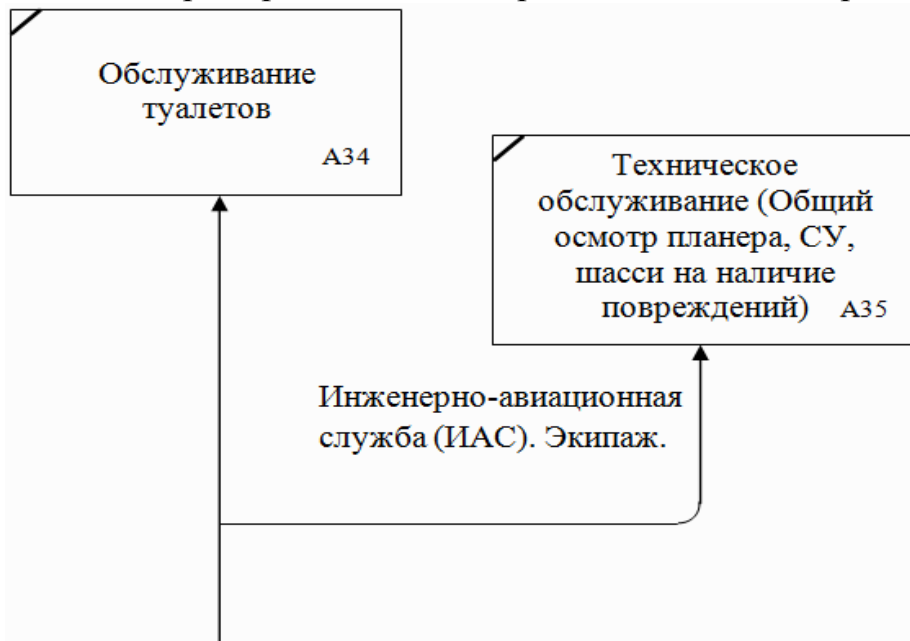 Обслуживание
туалетов
А34
Техническое
обслуживание (Общий
осмотр планера, СУ,
шасси на наличие
повреждений) А35
Инженерно-авиационная
служба (ИАС). Экипаж.